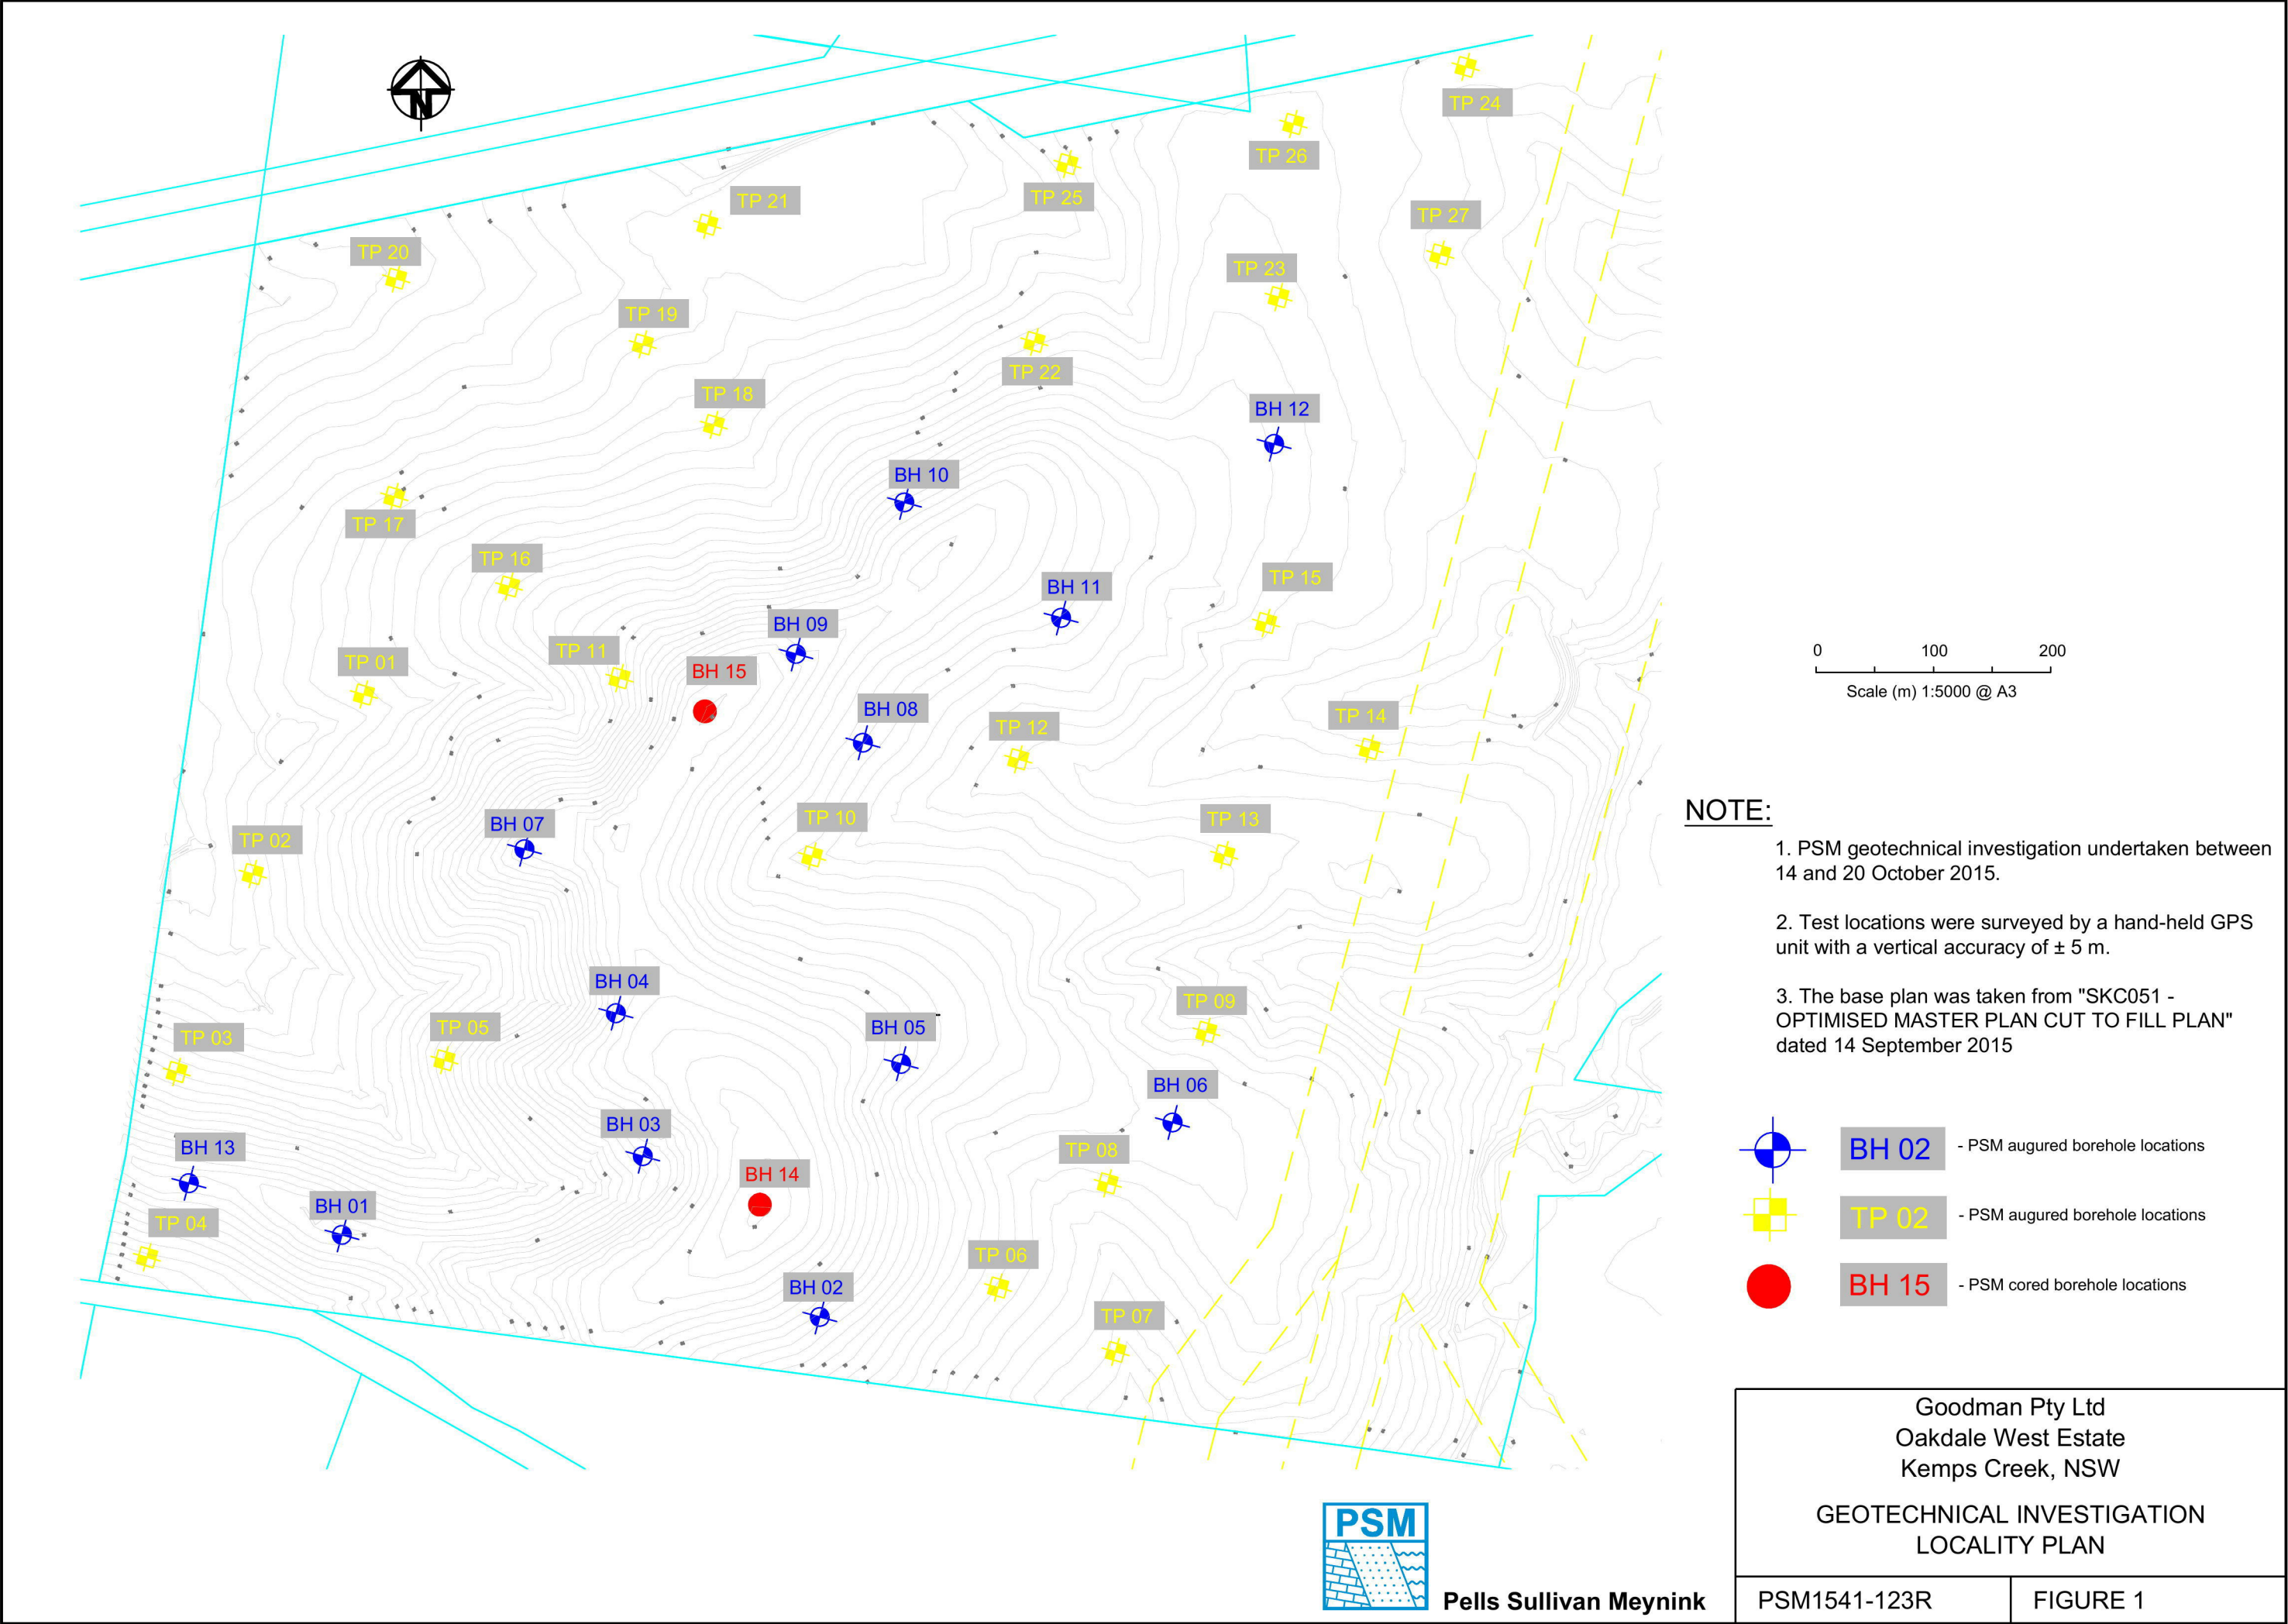 N
TP 24
TP 26
TP 25
TP 21
TP 27
TP 20
TP 23
TP 19
TP 22
TP 18
BH 12
BH 10
TP 17
TP 16
TP 15
BH 11
BH 09
TP 11
TP 01
BH 15
BH 08
TP 14
TP 12
TP 10
TP 13
BH 07
TP 02
BH 04
TP 09
TP 05
BH 05
TP 03
BH 06
BH 03
BH 13
TP 08
BH 14
BH 01
TP 04
TP 06
BH 02
TP 07
0 100 200
Scale (m) 1:5000 @ A3
NOTE:
1. PSM geotechnical investigation undertaken between
14 and 20 October 2015.
2. Test locations were surveyed by a hand-held GPS
unit with a vertical accuracy of ± 5 m.
3. The base plan was taken from "SKC051 -
OPTIMISED MASTER PLAN CUT TO FILL PLAN"
dated 14 September 2015
BH 02 - PSM augured borehole locations
TP 02 - PSM augured borehole locations
BH 15 - PSM cored borehole locations
PSM
Pells Sullivan Meynink
Goodman Pty Ltd
Oakdale West Estate
Kemps Creek, NSW
GEOTECHNICAL INVESTIGATION
LOCALITY PLAN
PSM1541-123R FIGURE 1